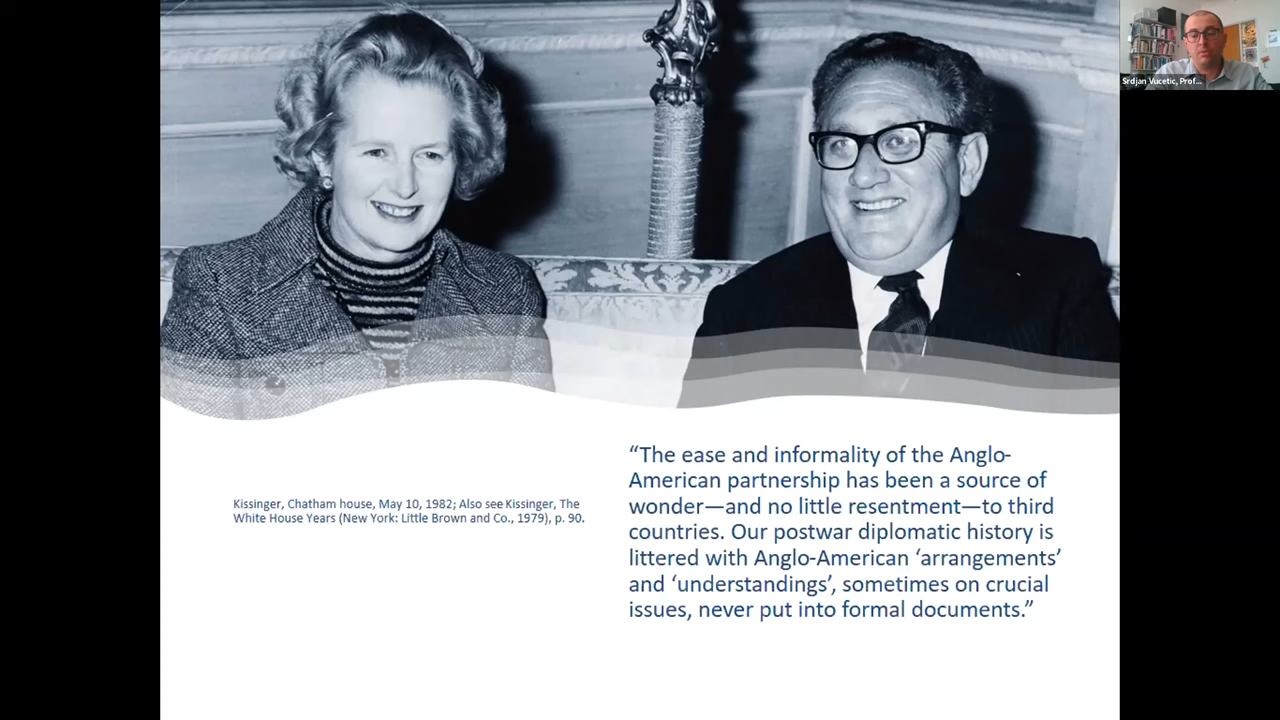 Srdjan Vucetic, Prof...
Kissinger, Chatham house, May 10, 1982; Also see Kissinger, The
White House Years (New York: Little Brown and Co., 1979), p. 90.
“The ease and informality of the Anglo-
American partnership has been a source of
wonder—and no little resentment—to third
countries. Our postwar diplomatic history is
littered with Anglo-American ‘arrangements’
and ‘understandings’, sometimes on crucial
issues, never put into formal documents.”